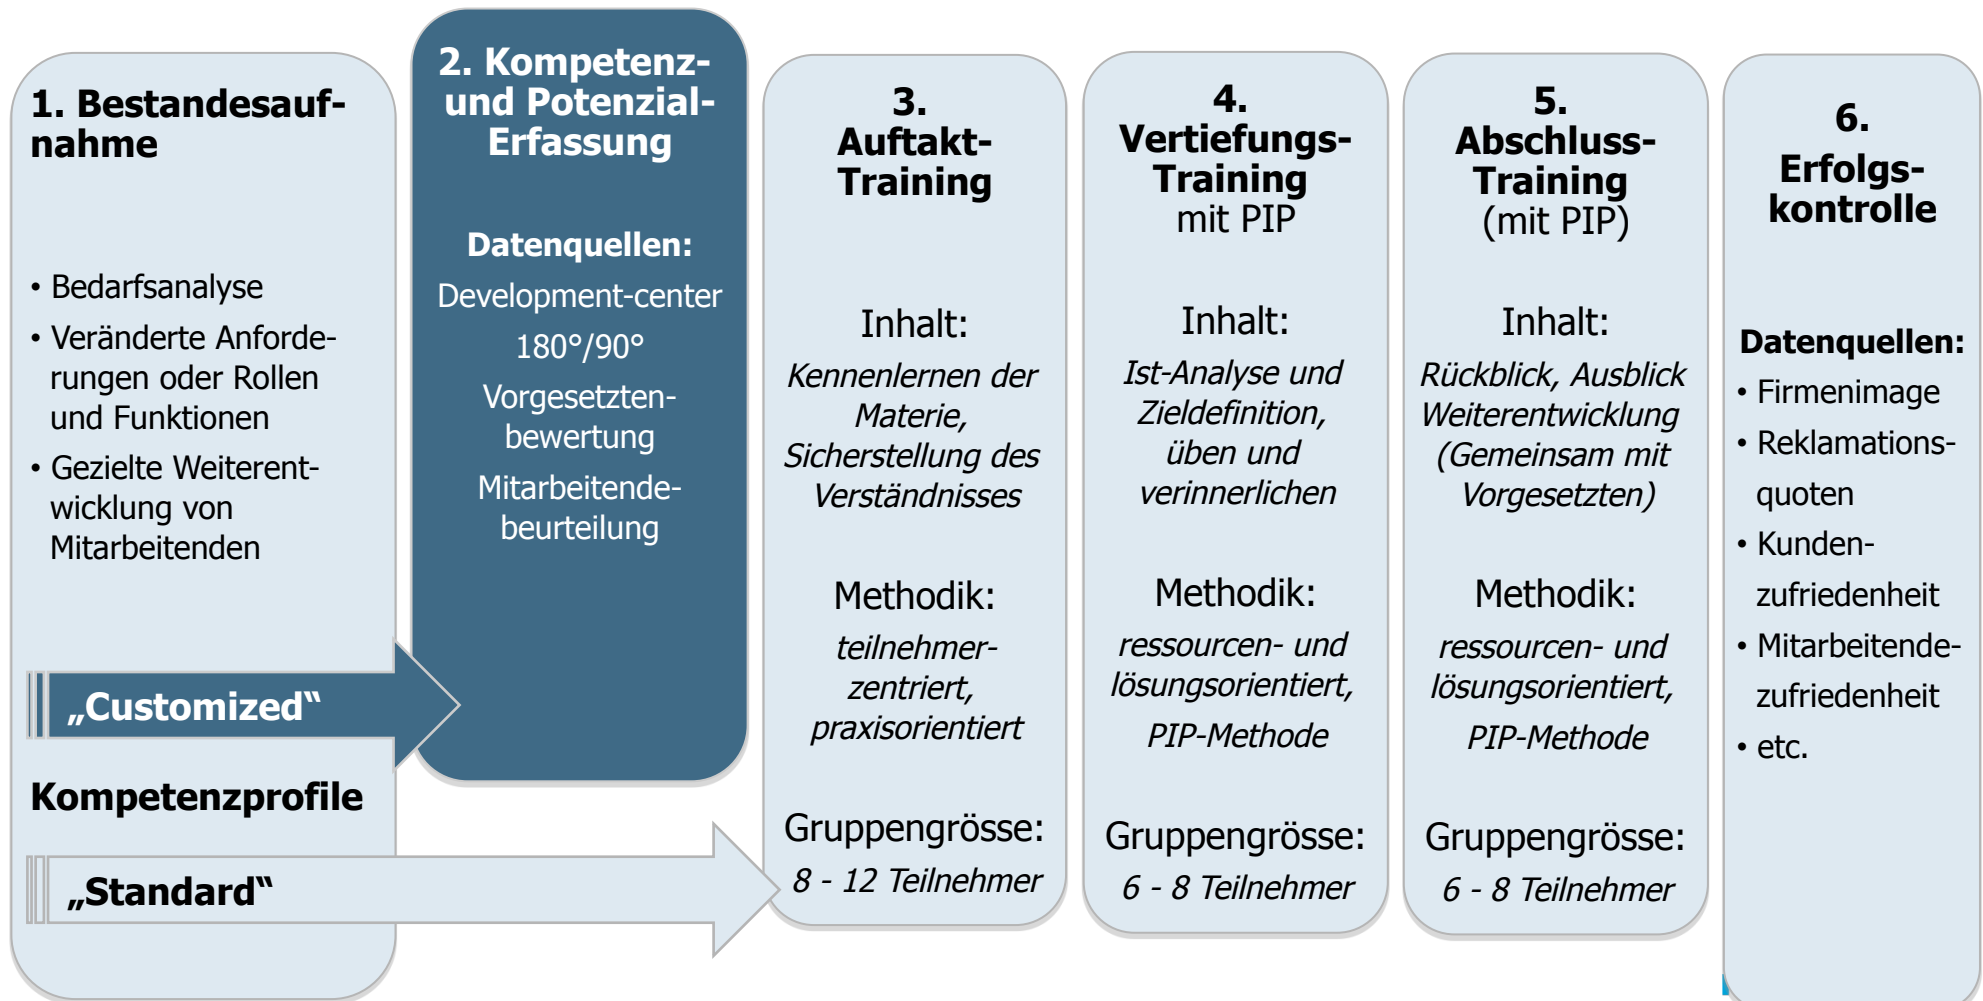 1. Bestandesauf-
nahme
• Bedarfsanalyse
• Veränderte Anforde-
rungen oder Rollen
und Funktionen
• Gezielte Weiterent-
wicklung von
Mitarbeitenden
„Customized“
Kompetenzprofile
„Standard“
2. Kompetenz-
und Potenzial-
Erfassung
Datenquellen:
Development-center
180°/90°
Vorgesetzten-
bewertung
Mitarbeitende-
beurteilung
3.
Auftakt-
Training
Inhalt:
Kennenlernen der
Materie,
Sicherstellung des
Verständnisses
Methodik:
teilnehmer-
zentriert,
praxisorientiert
Gruppengrösse:
8 - 12 Teilnehmer
4.
Vertiefungs-
Training
mit PIP
Inhalt:
Ist-Analyse und
Zieldefinition,
üben und
verinnerlichen
Methodik:
ressourcen- und
lösungsorientiert,
PIP-Methode
Gruppengrösse:
6 - 8 Teilnehmer
5.
Abschluss-
Training
(mit PIP)
Inhalt:
Rückblick, Ausblick
Weiterentwicklung
(Gemeinsam mit
Vorgesetzten)
Methodik:
ressourcen- und
lösungsorientiert,
PIP-Methode
Gruppengrösse:
6 - 8 Teilnehmer
6.
Erfolgs-
kontrolle
Datenquellen:
• Firmenimage
• Reklamations-
quoten
• Kunden-
zufriedenheit
• Mitarbeitende-
zufriedenheit
• etc.